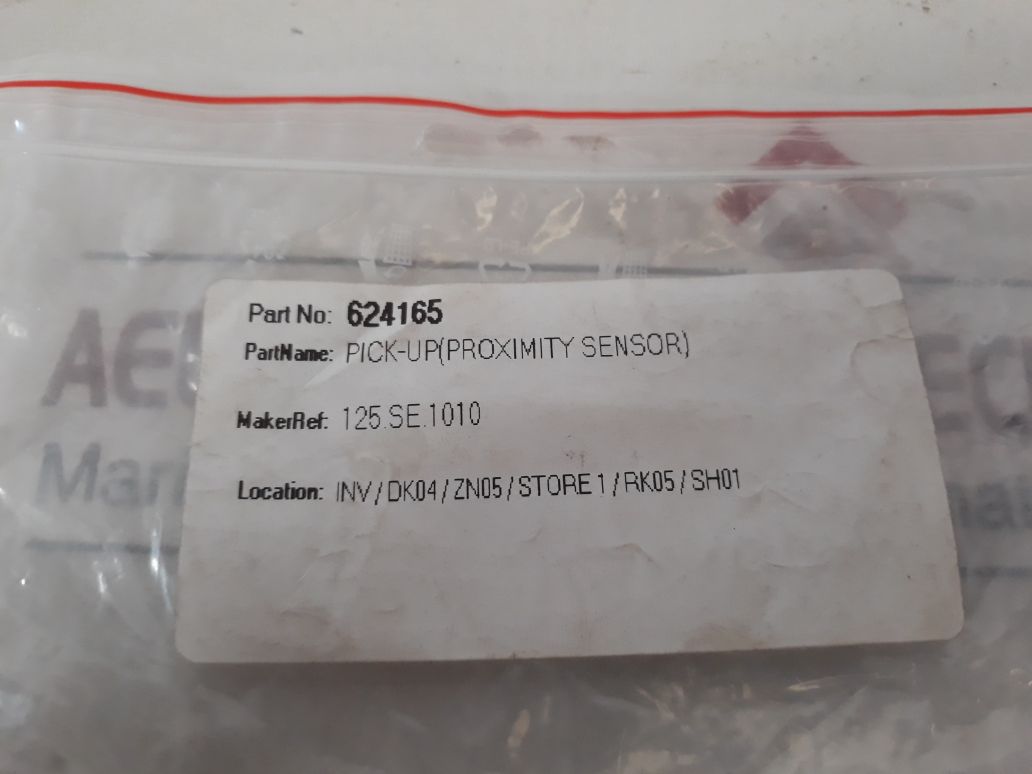 Part No: 624165
PartName: PICK-UP(PROXIMITY SENSOR)
MakerRef: 125.SE.1010
Location: INV/DK04/ZN05/STORE 1/RK05/SH01